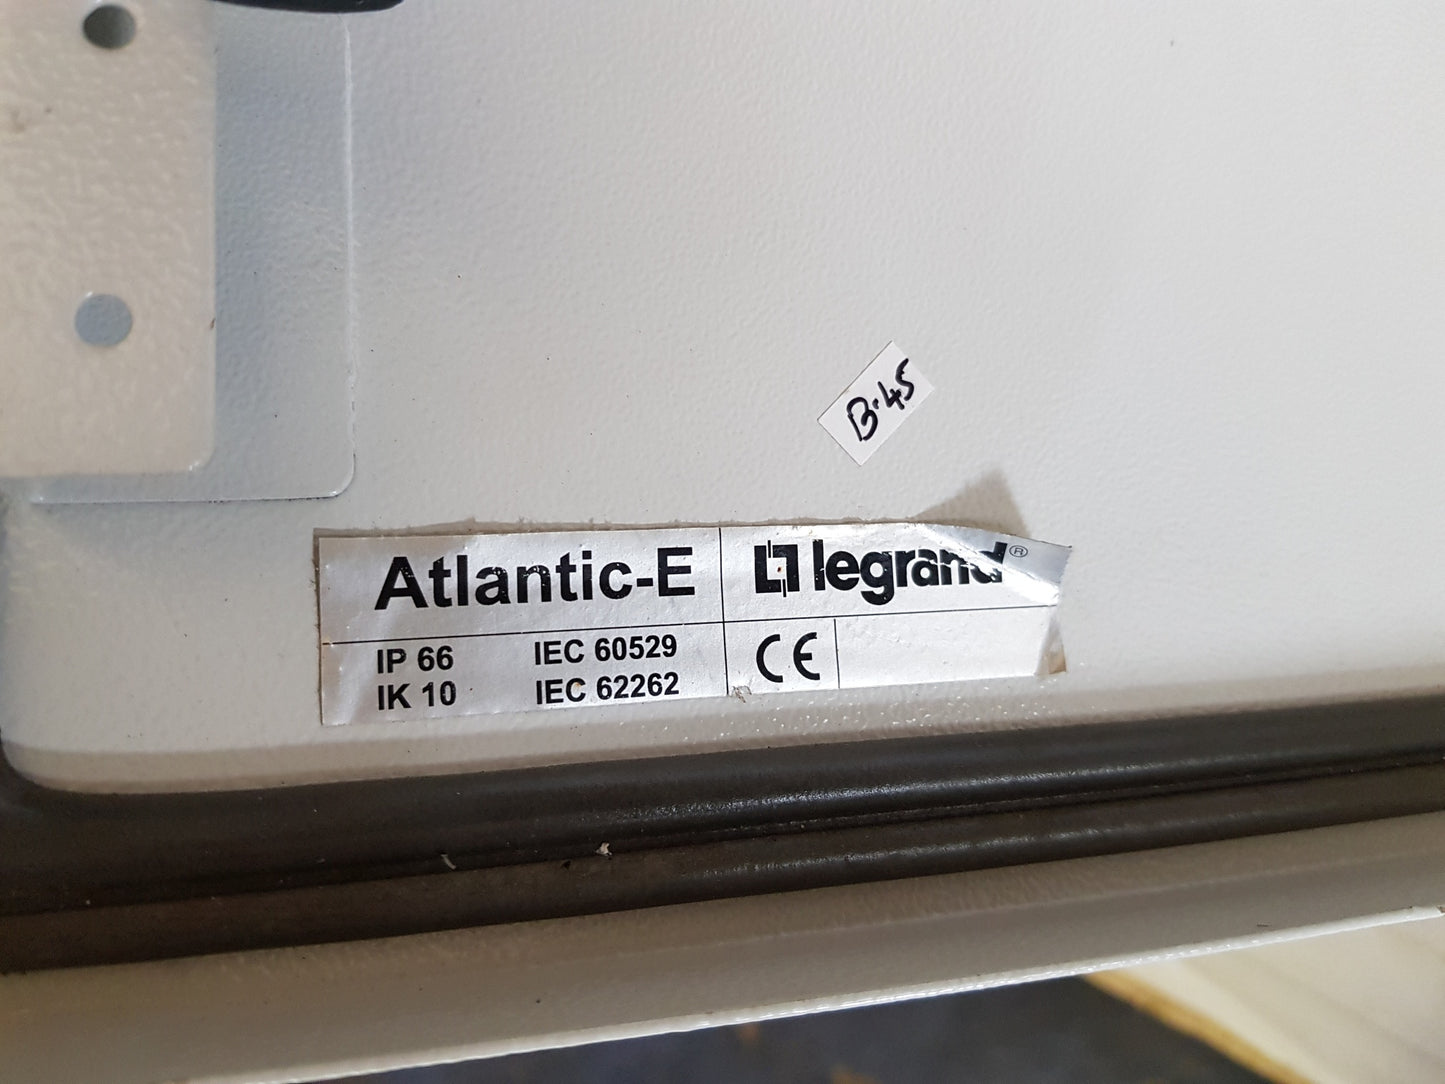 B.45
Atlantic-E
legrand®
IP 66 IEC 60529
IK 10 IEC 62262
CE